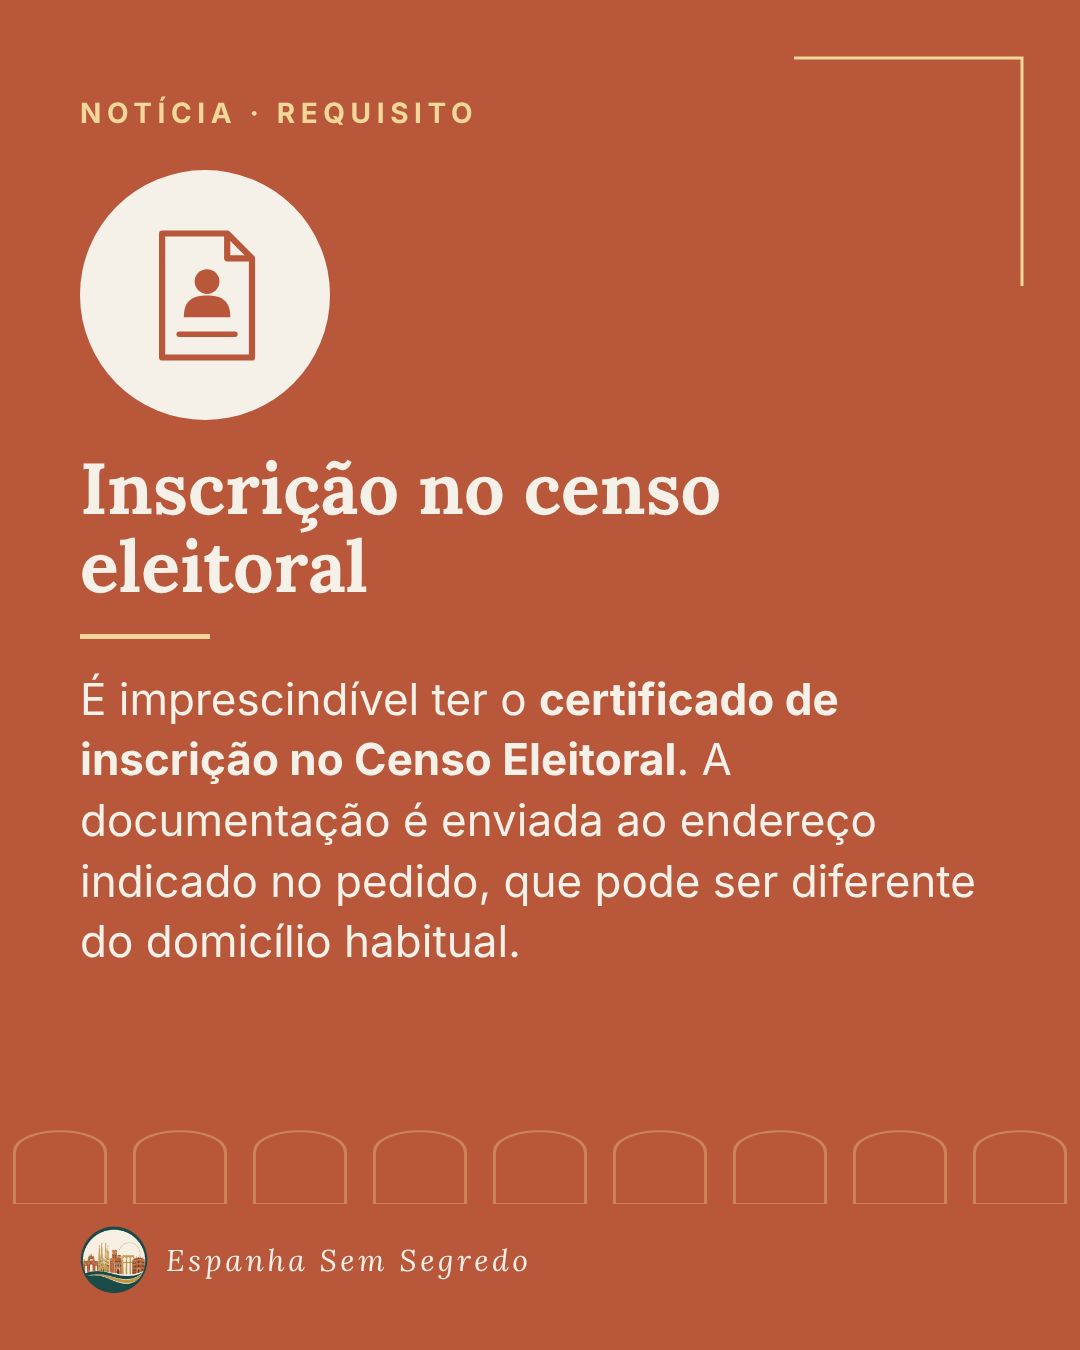 NOTÍCIA · REQUISITO
Inscrição no censo
eleitoral
É imprescindível ter o certificado de
inscrição no Censo Eleitoral. A
documentação é enviada ao endereço
indicado no pedido, que pode ser diferente
do domicílio habitual.
Espanha Sem Segredo